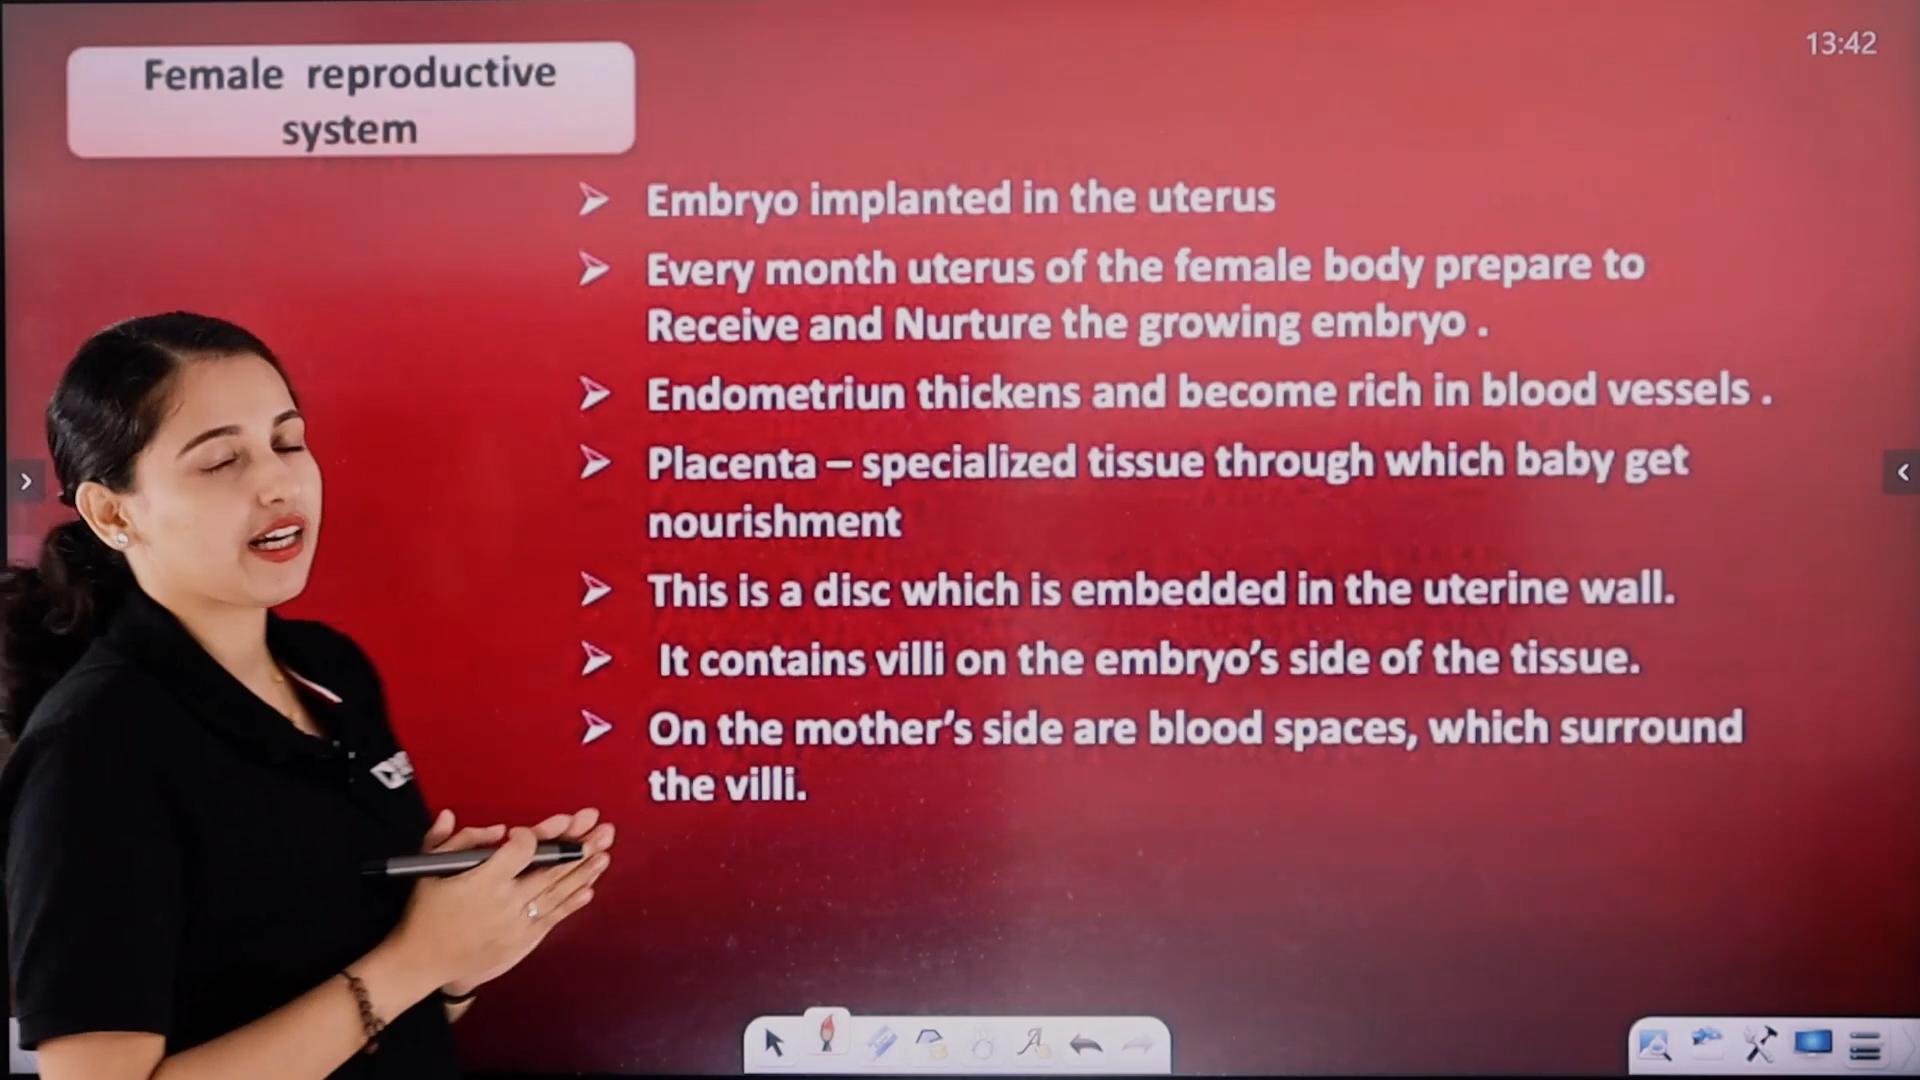 13:42
Female reproductive
system
➤ Embryo implanted in the uterus
➤ Every month uterus of the female body prepare to
Receive and Nurture the growing embryo .
➤ Endometriun thickens and become rich in blood vessels .
➤ Placenta – specialized tissue through which baby get
nourishment
➤ This is a disc which is embedded in the uterine wall.
➤ It contains villi on the embryo's side of the tissue.
➤ On the mother's side are blood spaces, which surround
the villi.